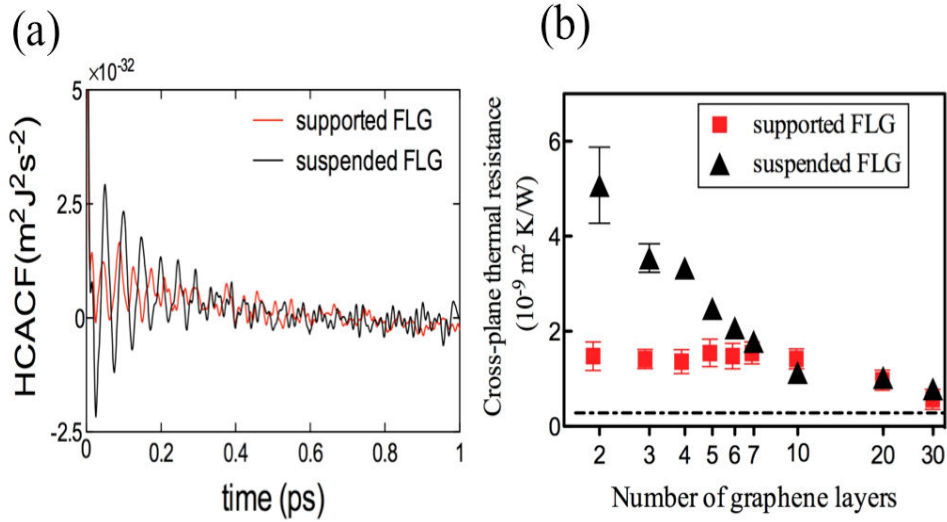 (a)
×10⁻³²
5
2.5
0
-2.5
HCACF(m²J²s⁻²)
supported FLG
suspended FLG
0 0.2 0.4 0.6 0.8 1
time (ps)
(b)
Cross-plane thermal resistance
(10⁻⁹ m² K/W)
6
4
2
0
supported FLG
suspended FLG
2 3 4 5 6 7 10 20 30
Number of graphene layers